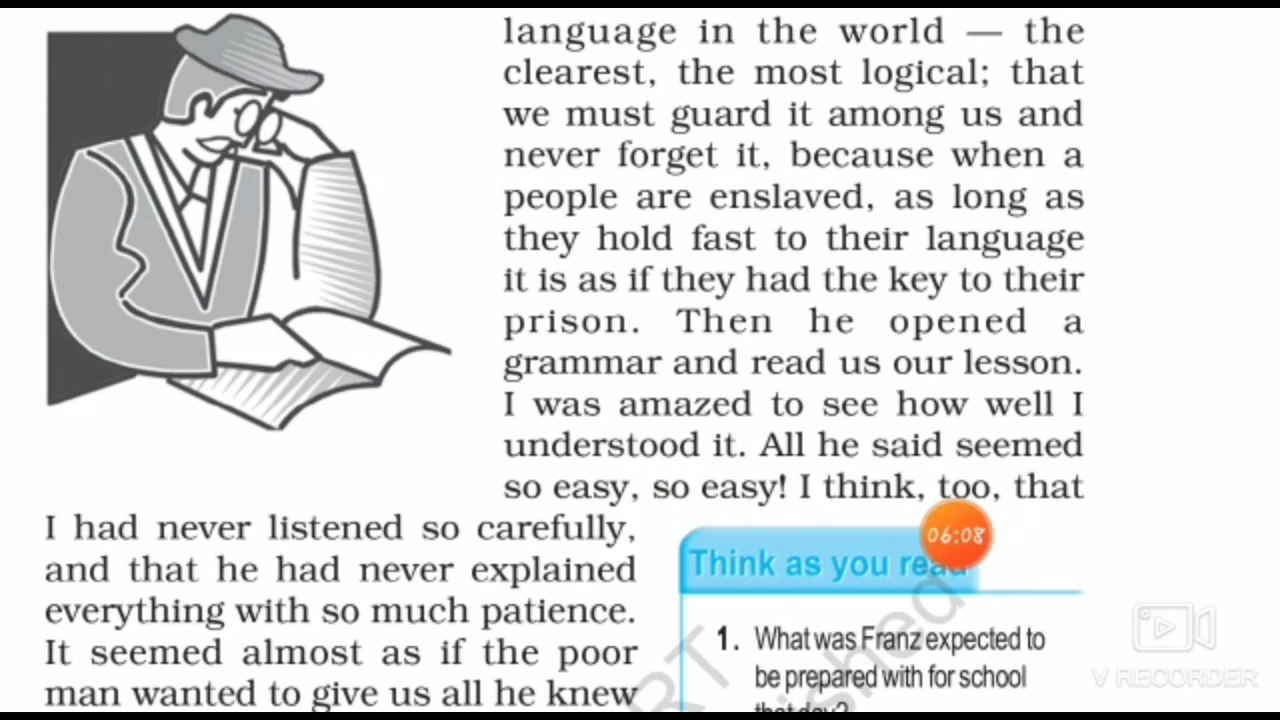 language in the world — the
clearest, the most logical; that
we must guard it among us and
never forget it, because when a
people are enslaved, as long as
they hold fast to their language
it is as if they had the key to their
prison. Then he opened a
grammar and read us our lesson.
I was amazed to see how well I
understood it. All he said seemed
so easy, so easy! I think, too, that
I had never listened so carefully,
and that he had never explained
everything with so much patience.
It seemed almost as if the poor
man wanted to give us all he knew
06:08
Think as you read
1. What was Franz expected to
be prepared with for school
that day?
V RECORDER